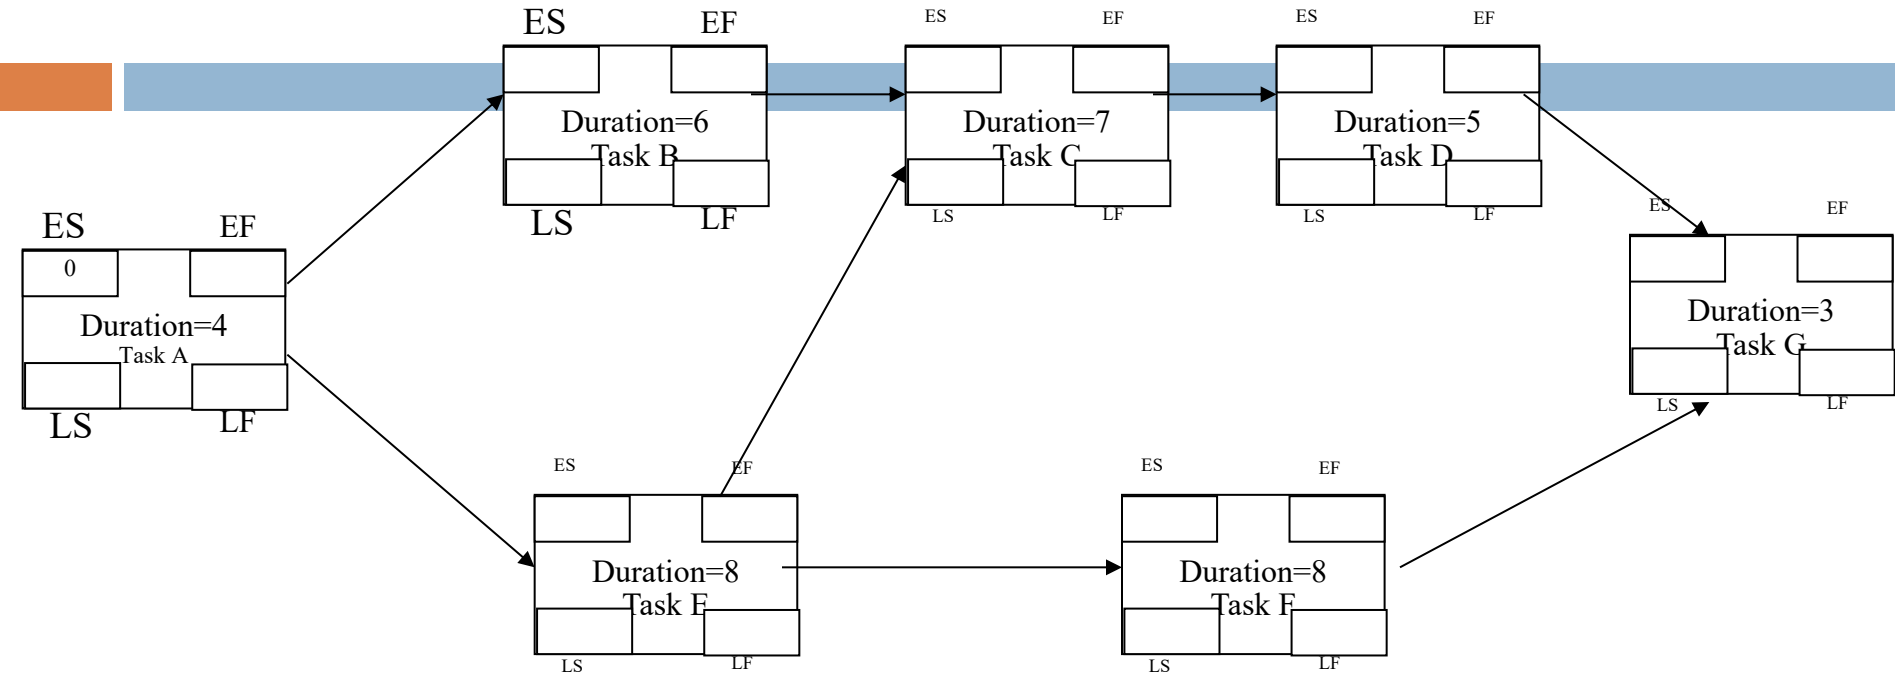 ES EF
Duration=6
Task B
LS LF
ES EF
Duration=7
Task C
LS LF
ES EF
Duration=5
Task D
LS LF
ES EF
0
Duration=4
Task A
LS LF
ES EF
Duration=3
Task G
LS LF
ES EF
Duration=8
Task E
LS LF
ES EF
Duration=8
Task F
LS LF